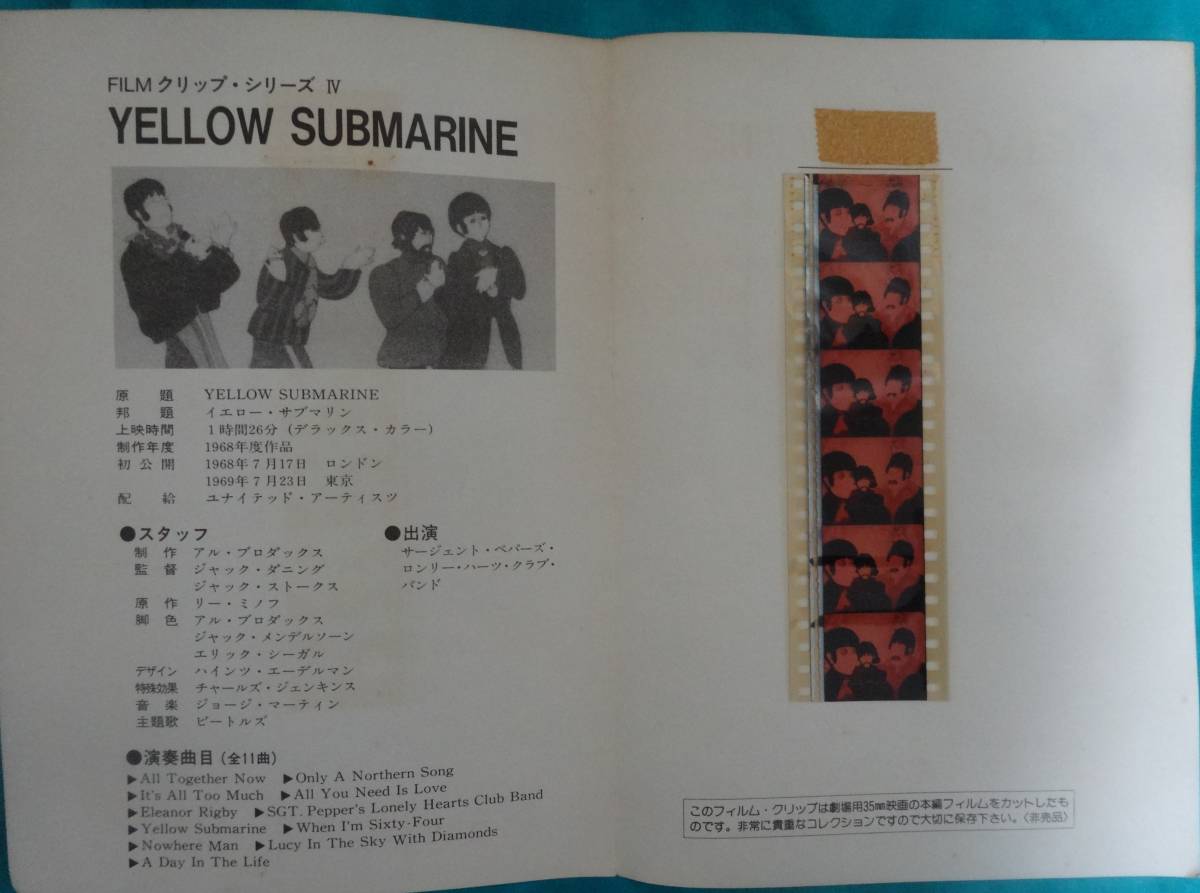 FILMクリップ・シリーズ Ⅳ
YELLOW SUBMARINE
原題 YELLOW SUBMARINE
邦題 イエロー・サブマリン
上映時間 1時間26分(デラックス・カラー)
制作年度 1968年度作品
初公開 1968年7月17日 ロンドン
1969年7月23日 東京
配給 ユナイテッド・アーティスツ
●スタッフ
制作 アル・ブロダックス
監督 ジャック・ダニング
ジャック・ストークス
原作 リー・ミノフ
脚色 アル・ブロダックス
ジャック・メンデルソーン
エリック・シーガル
デザイン ハインツ・エーデルマン
特殊効果 チャールズ・ジェンキンス
音楽 ジョージ・マーティン
主題歌 ビートルズ
●出演
サージェント・ペパーズ・
ロンリー・ハーツ・クラブ・
バンド
●演奏曲目(全11曲)
▶All Together Now ▶Only A Northern Song
▶It's All Too Much ▶All You Need Is Love
▶Eleanor Rigby ▶SGT. Pepper's Lonely Hearts Club Band
▶Yellow Submarine ▶When I'm Sixty-Four
▶Nowhere Man ▶Lucy In The Sky With Diamonds
▶A Day In The Life
このフィルム・クリップは劇場用35㎜映画の本編フィルムをカットしたも
のです。非常に貴重なコレクションですので大切に保存下さい。〈非売品〉